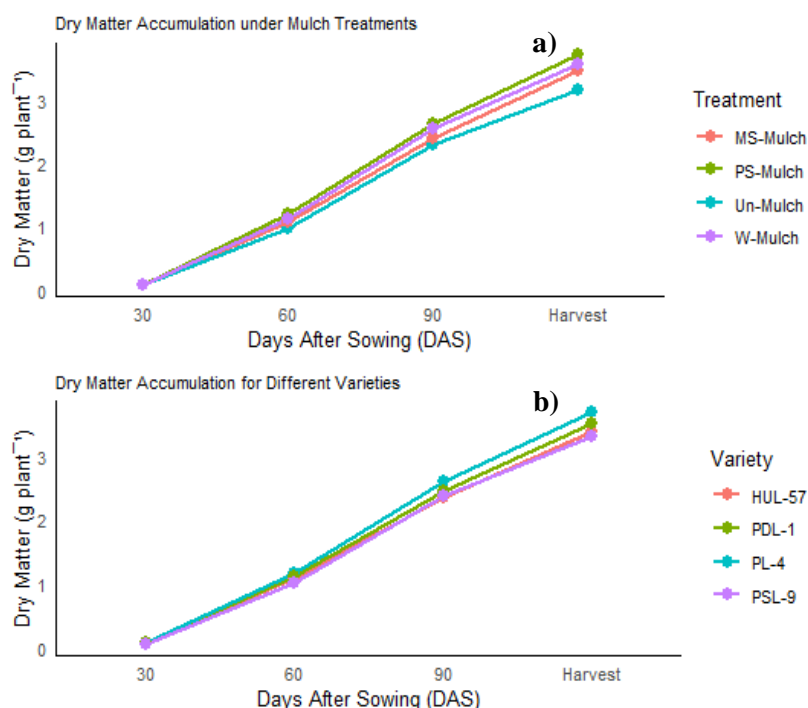 Dry Matter Accumulation under Mulch Treatments
a)
Dry Matter (g plant⁻¹)
3
2
1
0
30 60 90 Harvest
Days After Sowing (DAS)
Treatment
MS-Mulch
PS-Mulch
Un-Mulch
W-Mulch
Dry Matter Accumulation for Different Varieties
b)
Dry Matter (g plant⁻¹)
3
2
1
0
30 60 90 Harvest
Days After Sowing (DAS)
Variety
HUL-57
PDL-1
PL-4
PSL-9